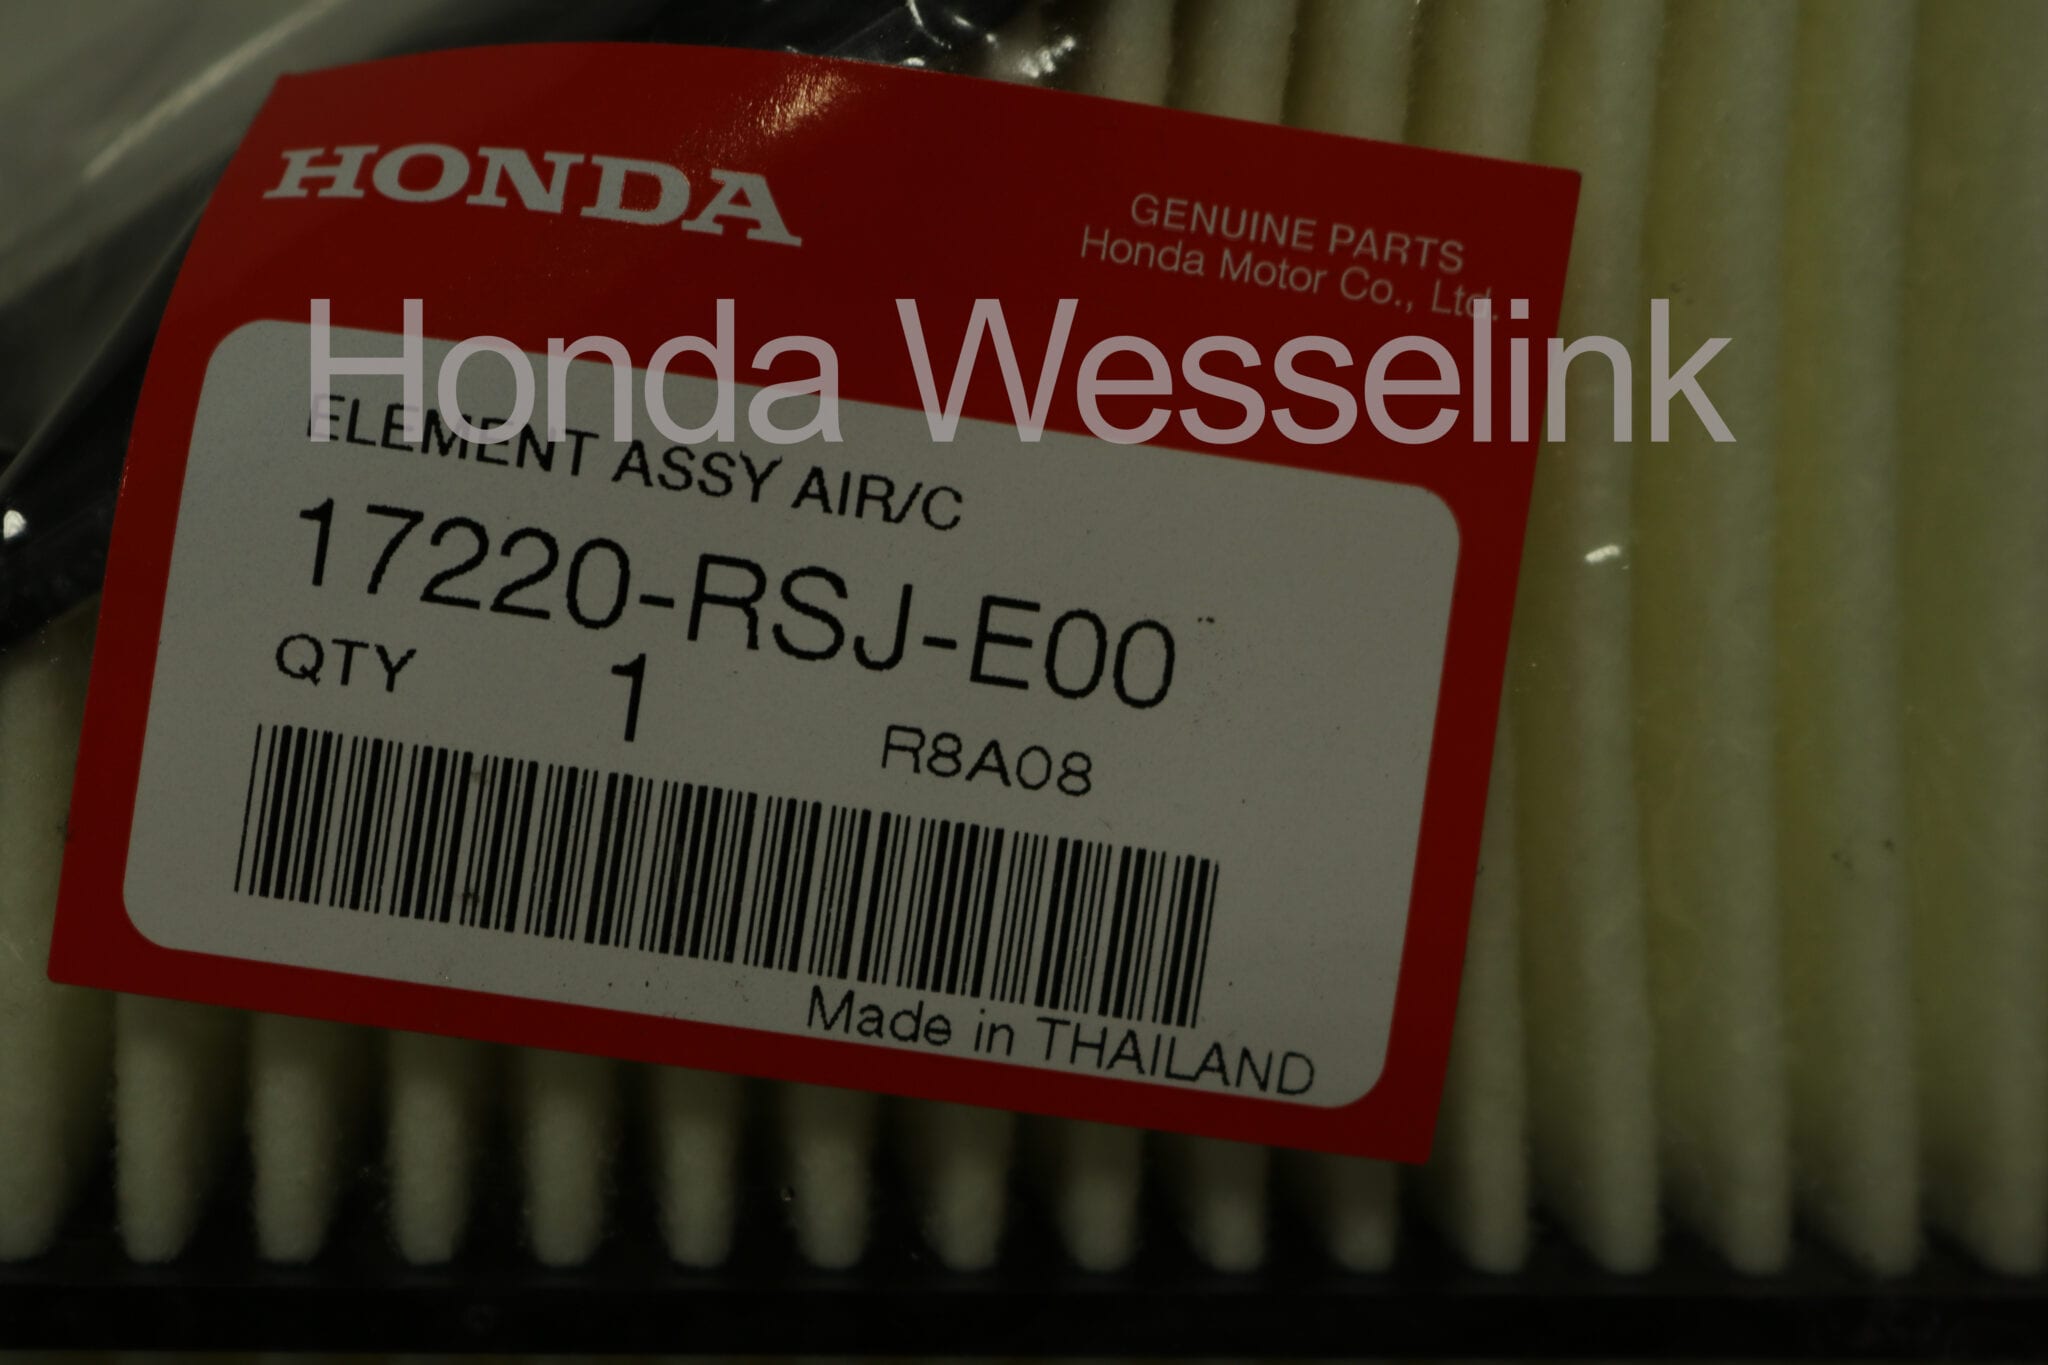 HONDA
GENUINE PARTS
Honda Motor Co., Ltd.
Honda Wesselink
ELEMENT ASSY AIR/C
17220-RSJ-E00
QTY 1
R8A08
Made in THAILAND